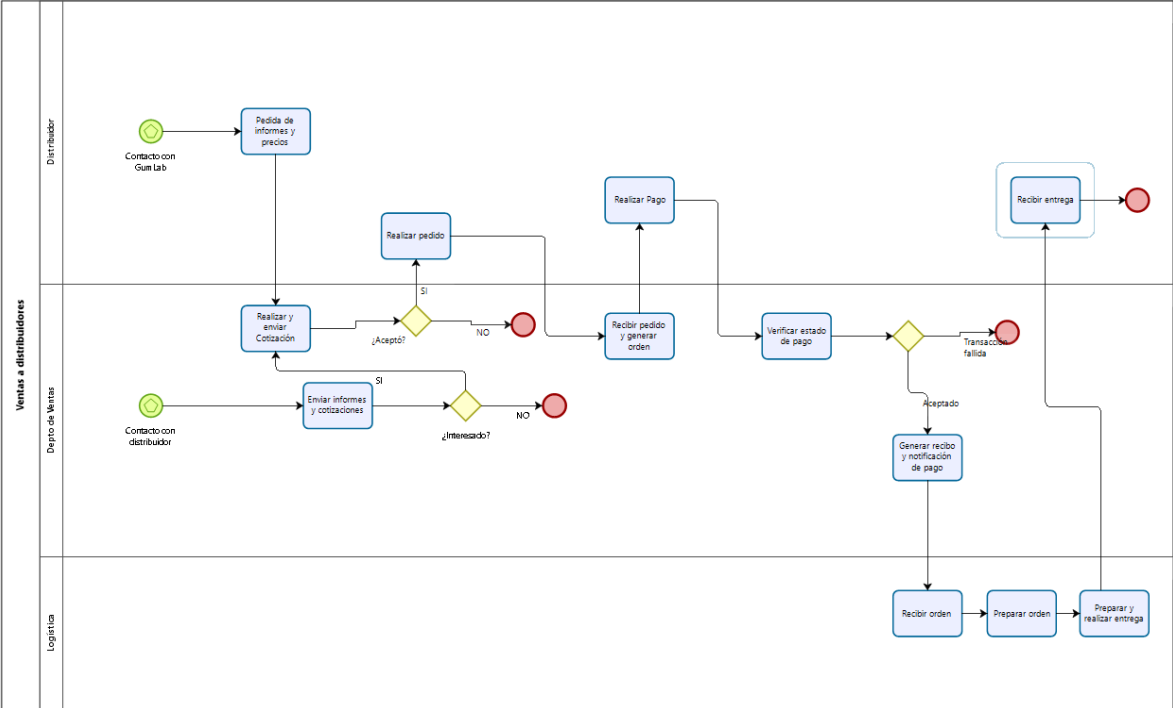 Ventas a distribuidores
Distribuidor
Contacto con
Gum Lab
Pedida de
informes y
precios
Realizar pedido
Realizar Pago
Recibir entrega
Depto de Ventas
Realizar y
enviar
Cotización
¿Aceptó?
SI
NO
Recibir pedido
y generar
orden
Verificar estado
de pago
Transacción
fallida
Aceptado
Contacto con
distribuidor
Enviar informes
y cotizaciones
SI
¿Interesado?
NO
Generar recibo
y notificación
de pago
Logística
Recibir orden
Preparar orden
Preparar y
realizar entrega